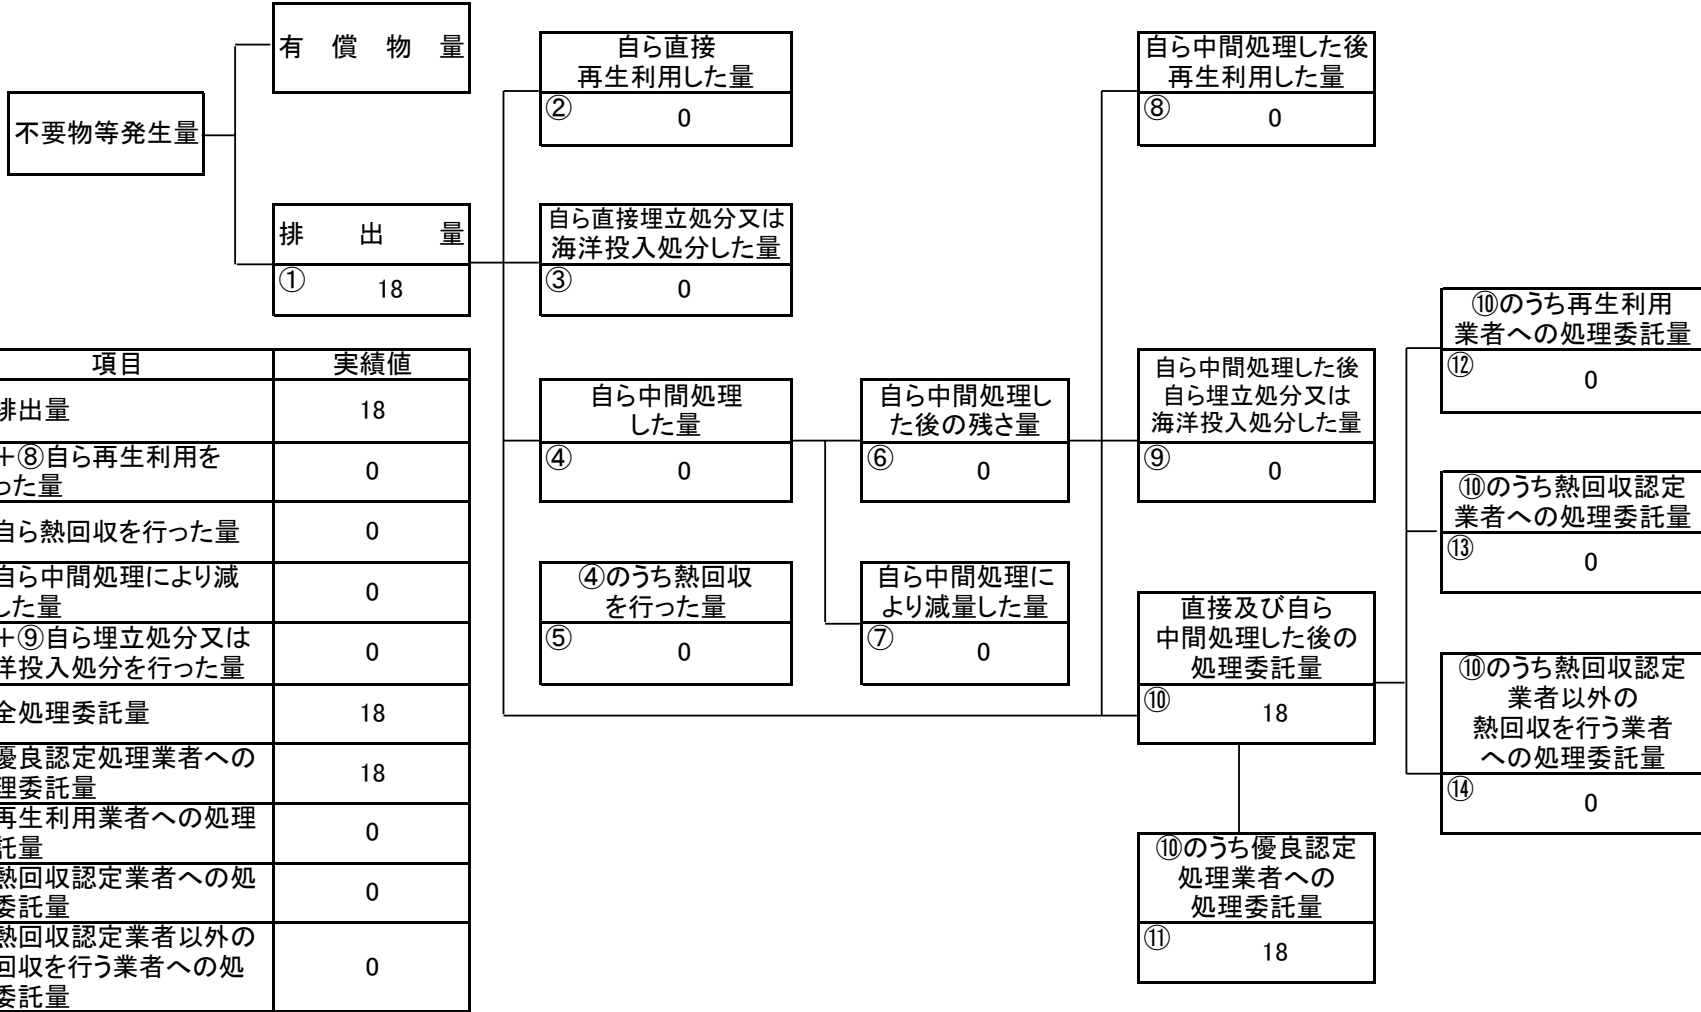 有償物量
不要物等発生量
排出量
① 18
自ら直接
再生利用した量
② 0
自ら直接埋立処分又は
海洋投入処分した量
③ 0
自ら中間処理
した量
④ 0
④のうち熱回収
を行った量
⑤ 0
自ら中間処理し
た後の残さ量
⑥ 0
自ら中間処理に
より減量した量
⑦ 0
自ら中間処理した後
再生利用した量
⑧ 0
自ら中間処理した後
自ら埋立処分又は
海洋投入処分した量
⑨ 0
直接及び自ら
中間処理した後の
処理委託量
⑩ 18
⑩のうち優良認定
処理業者への
処理委託量
⑪ 18
⑩のうち再生利用
業者への処理委託量
⑫ 0
⑩のうち熱回収認定
業者への処理委託量
⑬ 0
⑩のうち熱回収認定
業者以外の
熱回収を行う業者
への処理委託量
⑭ 0
項目 実績値
排出量 18
+⑧自ら再生利用を
った量 0
自ら熱回収を行った量 0
自ら中間処理により減
した量 0
+⑨自ら埋立処分又は
洋投入処分を行った量 0
全処理委託量 18
優良認定処理業者への
理委託量 18
再生利用業者への処理
託量 0
熱回収認定業者への処
委託量 0
熱回収認定業者以外の
回収を行う業者への処
委託量 0